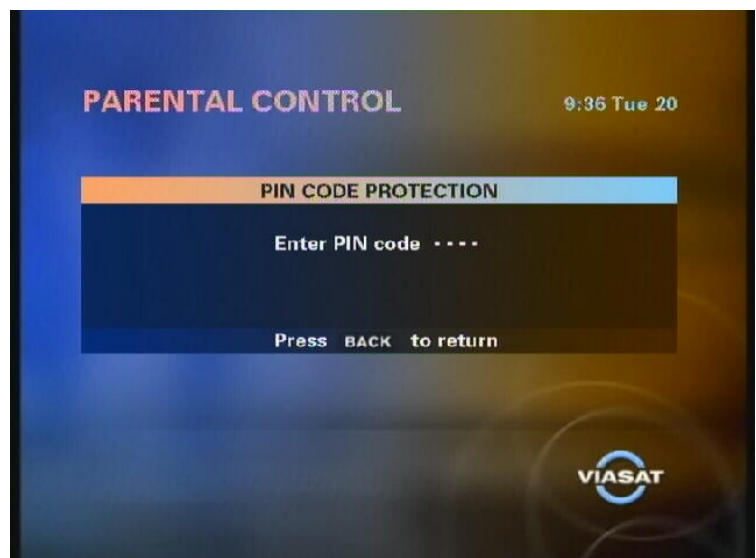 PARENTAL CONTROL
9:36 Tue 20
PIN CODE PROTECTION
Enter PIN code ----
Press BACK to return
VIASAT